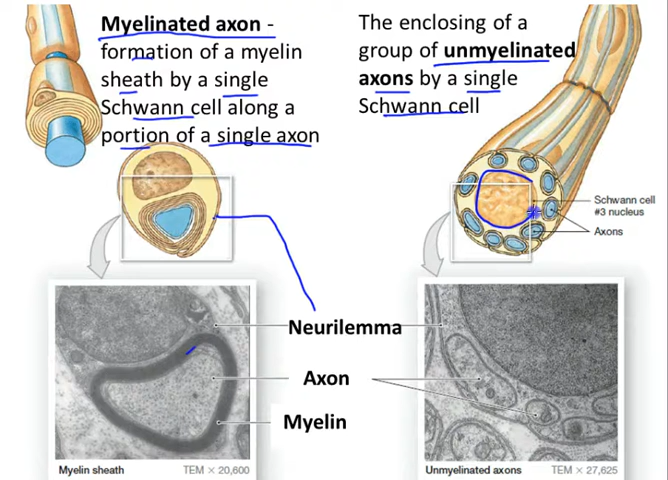 Myelinated axon -
formation of a myelin
sheath by a single
Schwann cell along a
portion of a single axon
The enclosing of a
group of unmyelinated
axons by a single
Schwann cell
Schwann cell
#3 nucleus
Axons
Neurilemma
Axon
Myelin
Myelin sheath TEM × 20,600
Unmyelinated axons TEM × 27,625